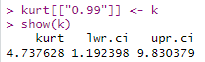 > kurt[["0.99"]] <- k
> show(k)
    kurt   lwr.ci   upr.ci
4.737628 1.192398 9.830379